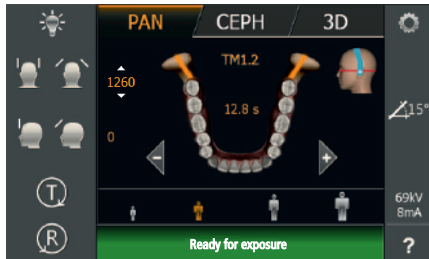 PAN
CEPH
3D
TM1.2
1260
12.8 s
15°
0
-
+
T
69kV
8mA
R
Ready for exposure
?